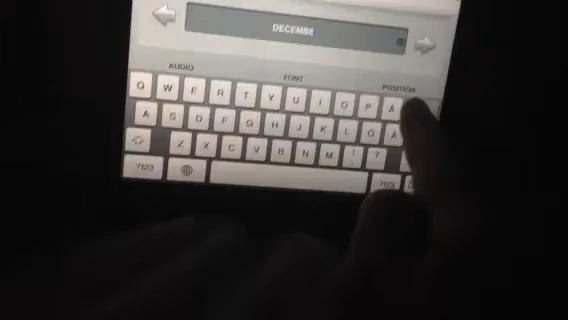 DECEMBE
AUDIO FONT POSITION
Q W E R T Y U I O P Å
A S D F G H J K L Ö Ä
Z X C V B N M ! ?
?123 ?123